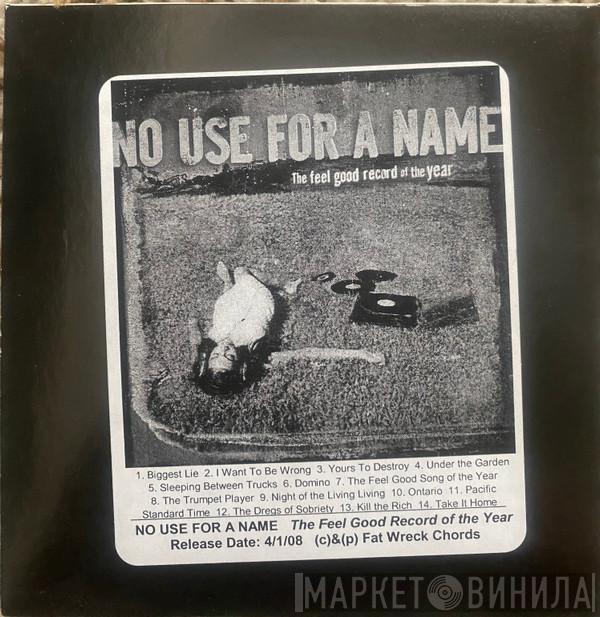 NO USE FOR A NAME
The feel good record of the year
1. Biggest Lie 2. I Want To Be Wrong 3. Yours To Destroy 4. Under the Garden
5. Sleeping Between Trucks 6. Domino 7. The Feel Good Song of the Year
8. The Trumpet Player 9. Night of the Living Living 10. Ontario 11. Pacific
Standard Time 12. The Dregs of Sobriety 13. Kill the Rich 14. Take It Home
NO USE FOR A NAME The Feel Good Record of the Year
Release Date: 4/1/08 (c)&(p) Fat Wreck Chords
МАРКЕТ ВИНИЛА